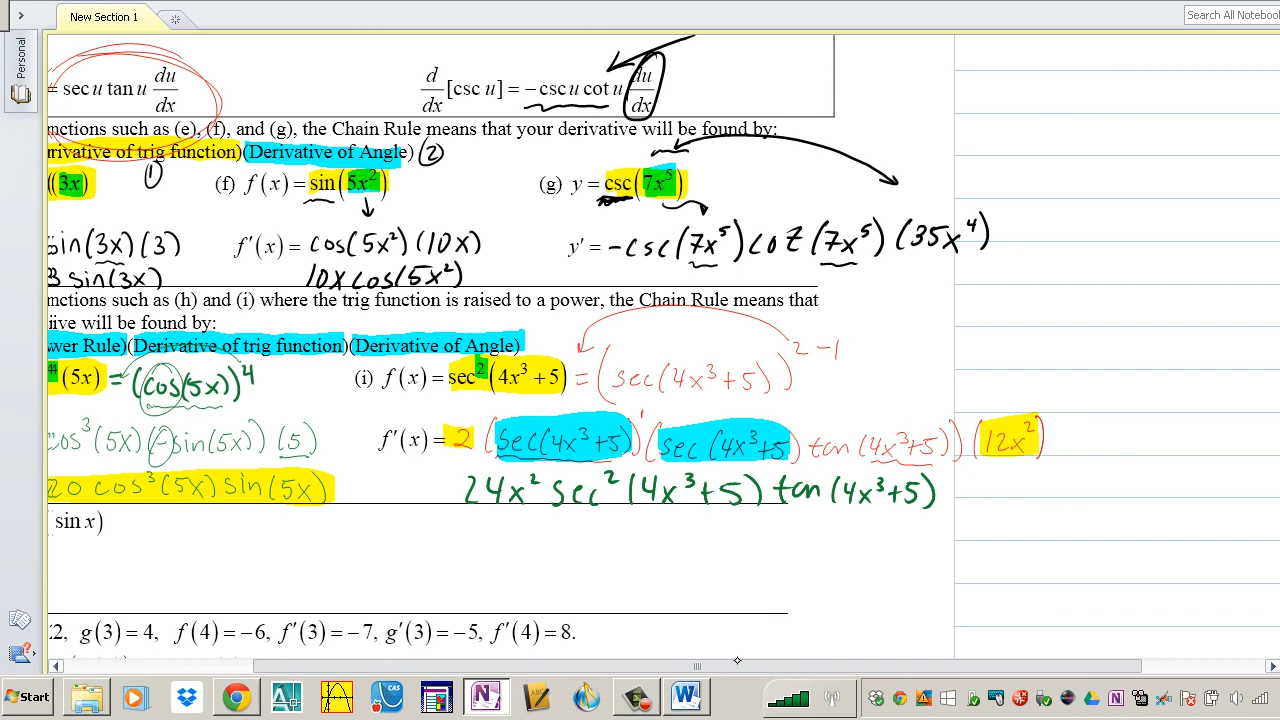 New Section 1
Search All Notebook
Personal
= sec u tan u du/dx
d/dx [csc u] = −csc u cot u du/dx
nctions such as (e), (f), and (g), the Chain Rule means that your derivative will be found by:
rivative of trig function)(Derivative of Angle) ②
①
(3x) (f) f(x) = sin(5x²) (g) y = csc(7x⁵)
sin(3x)(3) f′(x) = cos(5x²)(10x) y′ = −csc(7x⁵)cot(7x⁵)(35x⁴)
3 sin(3x) 10x cos(5x²)
nctions such as (h) and (i) where the trig function is raised to a power, the Chain Rule means that
tive will be found by:
wer Rule)(Derivative of trig function)(Derivative of Angle)
⁴(5x) = (cos(5x))⁴ (i) f(x) = sec²(4x³+5) = (sec(4x³+5))²⁻¹
cos³(5x)(−sin(5x))(5) f′(x) = 2(sec(4x³+5))¹(sec(4x³+5)tan(4x³+5))(12x²)
20 cos³(5x) sin(5x) 24x² sec²(4x³+5) tan(4x³+5)
sin x)
2, g(3) = 4, f(4) = −6, f′(3) = −7, g′(3) = −5, f′(4) = 8.
Start